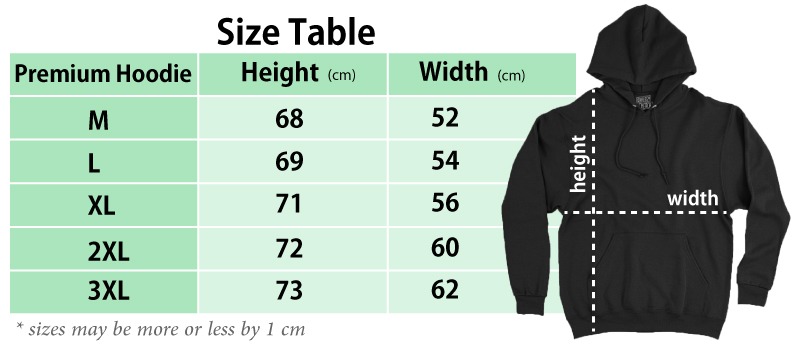 Size Table
Premium Hoodie Height (cm) Width (cm)
M 68 52
L 69 54
XL 71 56
2XL 72 60
3XL 73 62
* sizes may be more or less by 1 cm
height
width